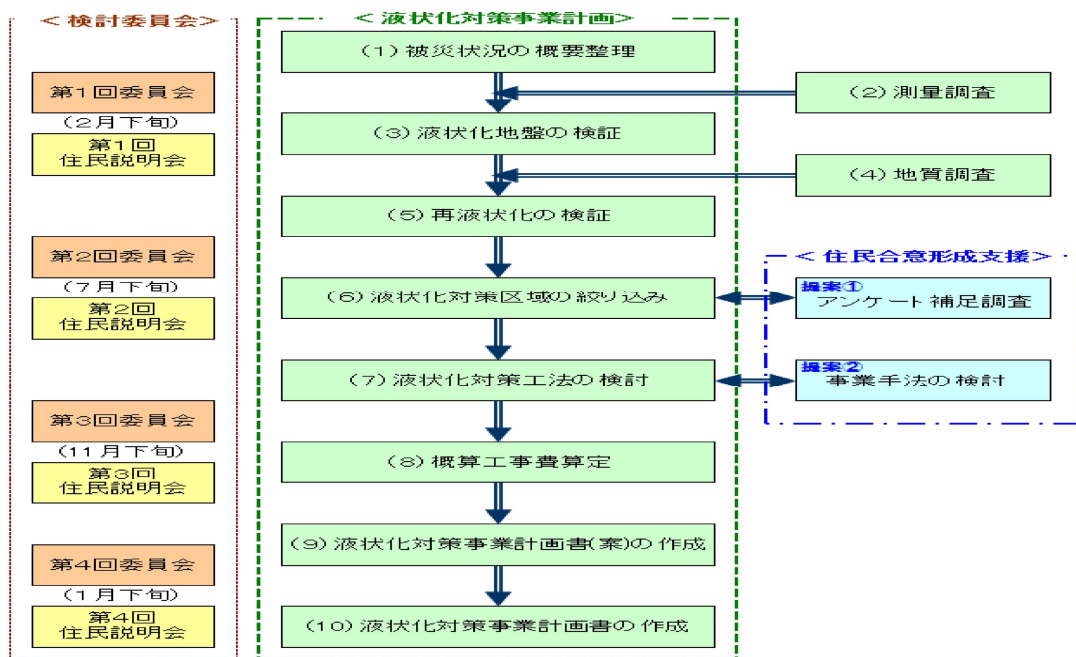 ＜検討委員会＞
第1回委員会
(2月下旬)
第1回
住民説明会
第2回委員会
(7月下旬)
第2回
住民説明会
第3回委員会
(11月下旬)
第3回
住民説明会
第4回委員会
(1月下旬)
第4回
住民説明会
＜液状化対策事業計画＞
(1)被災状況の概要整理
(2)測量調査
(3)液状化地盤の検証
(4)地質調査
(5)再液状化の検証
(6)液状化対策区域の絞り込み
(7)液状化対策工法の検討
(8)概算工事費算定
(9)液状化対策事業計画書(案)の作成
(10)液状化対策事業計画書の作成
＜住民合意形成支援＞
提案①
アンケート補足調査
提案②
事業手法の検討